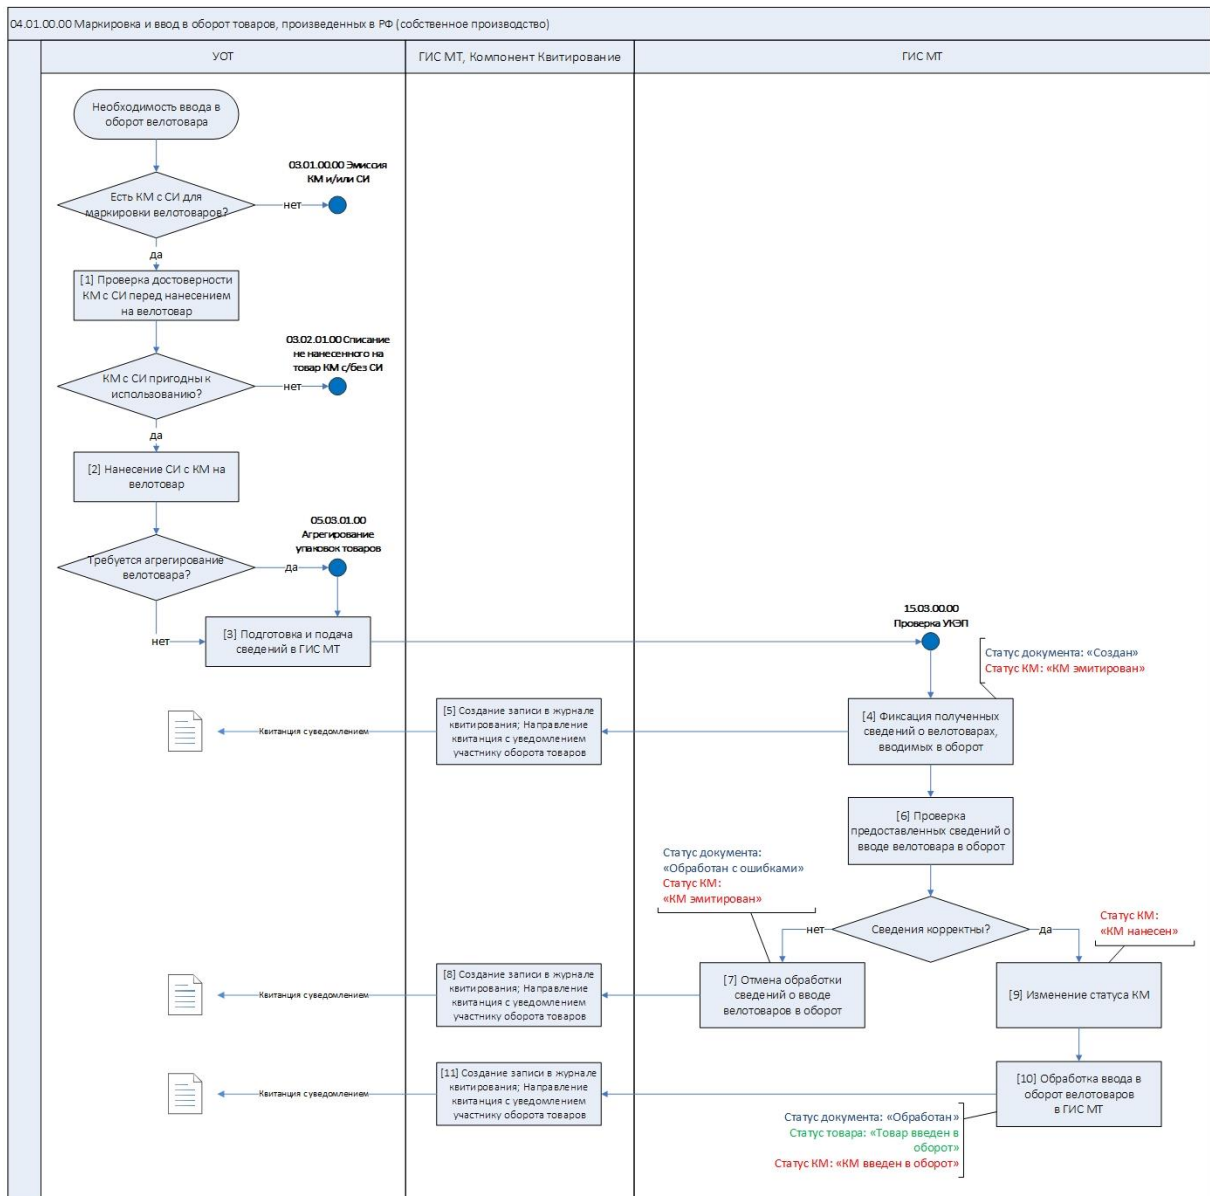 04.01.00.00 Маркировка и ввод в оборот товаров, произведенных в РФ (собственное производство)
УОТ
ГИС МТ, Компонент Квитирование
ГИС МТ
Необходимость ввода в
оборот велотовара
03.01.00.00 Эмиссия
КМ и/или СИ
Есть КМ с СИ для
маркировки велотоваров?
нет
да
[1] Проверка достоверности
КМ с СИ перед нанесением
на велотовар
03.02.01.00 Списание
не нанесенного на
товар КМ с/без СИ
КМ с СИ пригодны к
использованию?
нет
да
[2] Нанесение СИ с КМ на
велотовар
05.03.01.00
Агрегирование
упаковок товаров
Требуется агрегирование
велотовара?
да
нет
[3] Подготовка и подача
сведений в ГИС МТ
15.03.00.00
Проверка УКЭП
Статус документа: «Создан»
Статус КМ: «КМ эмитирован»
[4] Фиксация полученных
сведений о велотоварах,
вводимых в оборот
[5] Создание записи в журнале
квитирования; Направление
квитанция с уведомлением
участнику оборота товаров
Квитанция с уведомлением
[6] Проверка
предоставленных сведений о
вводе велотовара в оборот
Статус документа:
«Обработан с ошибками»
Статус КМ:
«КМ эмитирован»
Сведения корректны?
нет
да
Статус КМ:
«КМ нанесен»
[7] Отмена обработки
сведений о вводе
велотоваров в оборот
[8] Создание записи в журнале
квитирования; Направление
квитанция с уведомлением
участнику оборота товаров
Квитанция с уведомлением
[9] Изменение статуса КМ
[10] Обработка ввода в
оборот велотоваров
в ГИС МТ
[11] Создание записи в журнале
квитирования; Направление
квитанция с уведомлением
участнику оборота товаров
Квитанция с уведомлением
Статус документа: «Обработан»
Статус товара: «Товар введен в
оборот»
Статус КМ: «КМ введен в оборот»